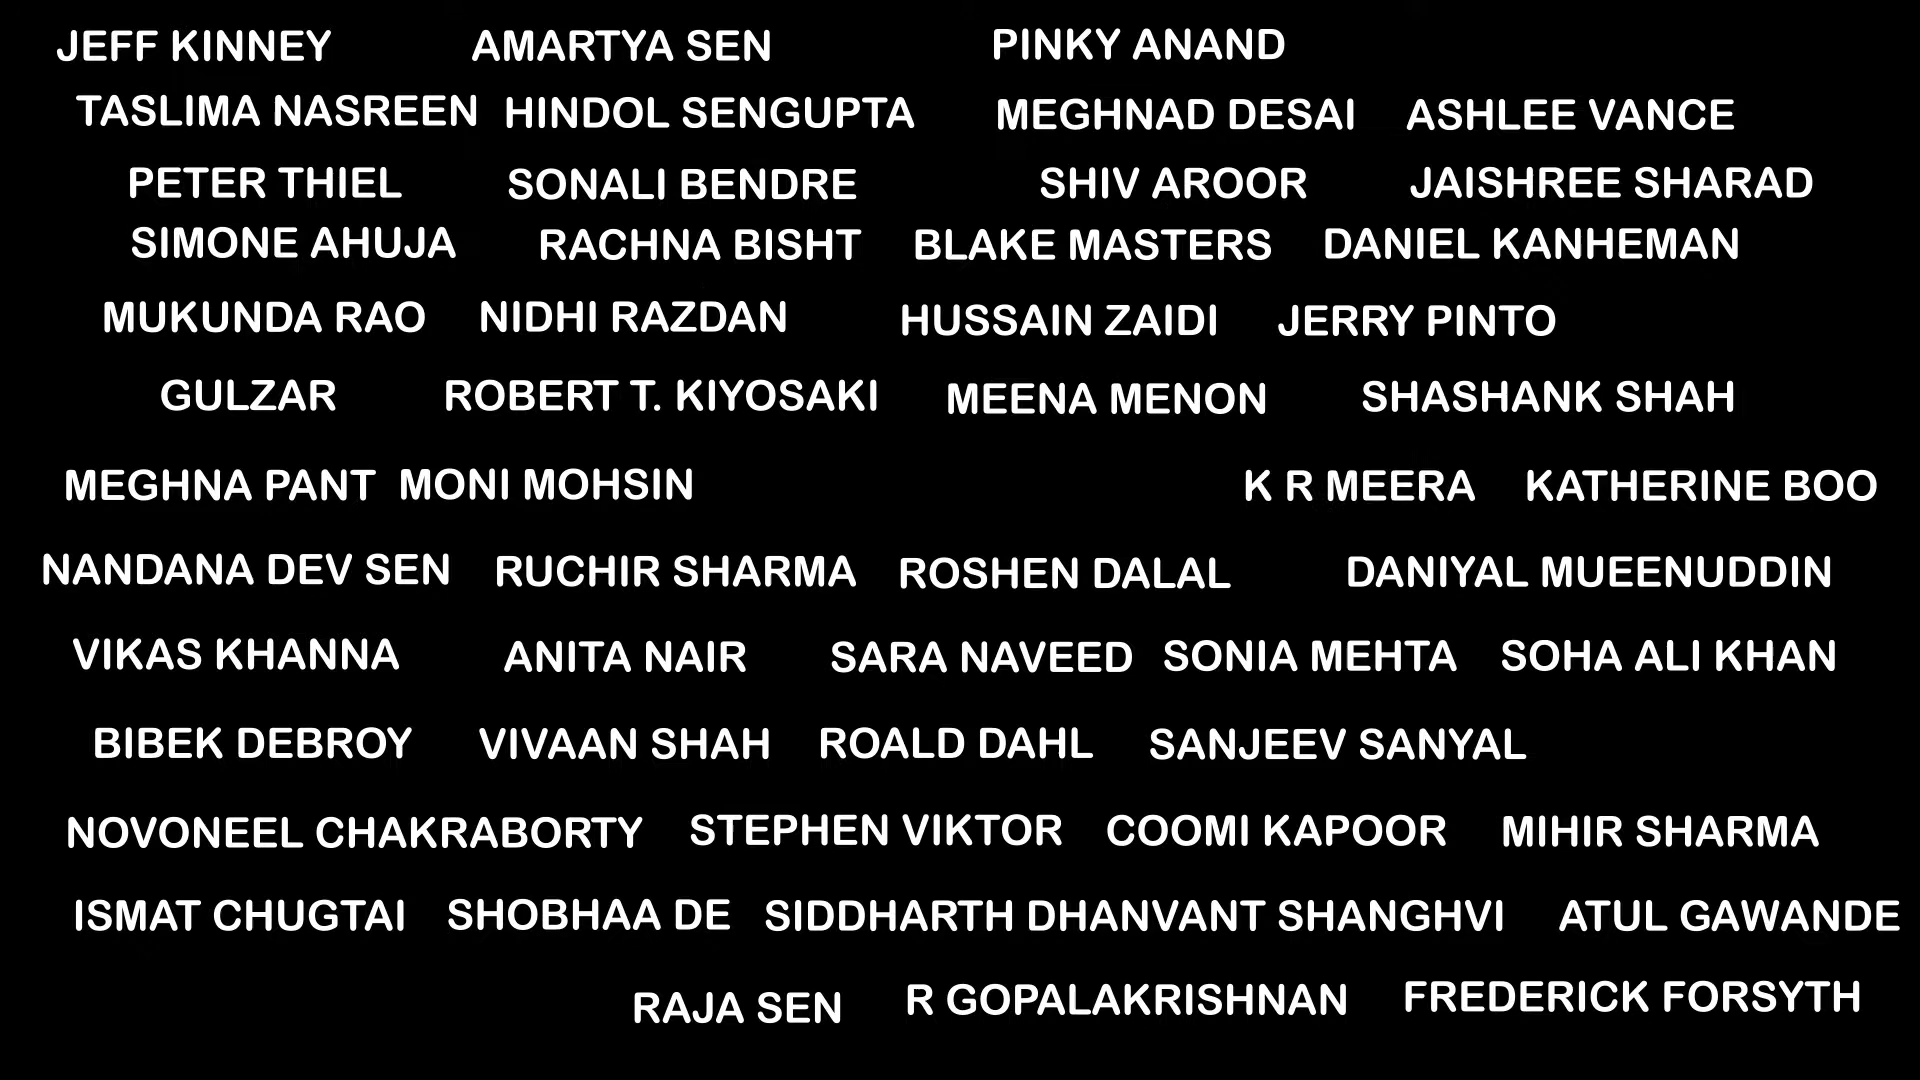 JEFF KINNEY AMARTYA SEN PINKY ANAND
TASLIMA NASREEN HINDOL SENGUPTA MEGHNAD DESAI ASHLEE VANCE
PETER THIEL SONALI BENDRE SHIV AROOR JAISHREE SHARAD
SIMONE AHUJA RACHNA BISHT BLAKE MASTERS DANIEL KANHEMAN
MUKUNDA RAO NIDHI RAZDAN HUSSAIN ZAIDI JERRY PINTO
GULZAR ROBERT T. KIYOSAKI MEENA MENON SHASHANK SHAH
MEGHNA PANT MONI MOHSIN K R MEERA KATHERINE BOO
NANDANA DEV SEN RUCHIR SHARMA ROSHEN DALAL DANIYAL MUEENUDDIN
VIKAS KHANNA ANITA NAIR SARA NAVEED SONIA MEHTA SOHA ALI KHAN
BIBEK DEBROY VIVAAN SHAH ROALD DAHL SANJEEV SANYAL
NOVONEEL CHAKRABORTY STEPHEN VIKTOR COOMI KAPOOR MIHIR SHARMA
ISMAT CHUGTAI SHOBHAA DE SIDDHARTH DHANVANT SHANGHVI ATUL GAWANDE
RAJA SEN R GOPALAKRISHNAN FREDERICK FORSYTH